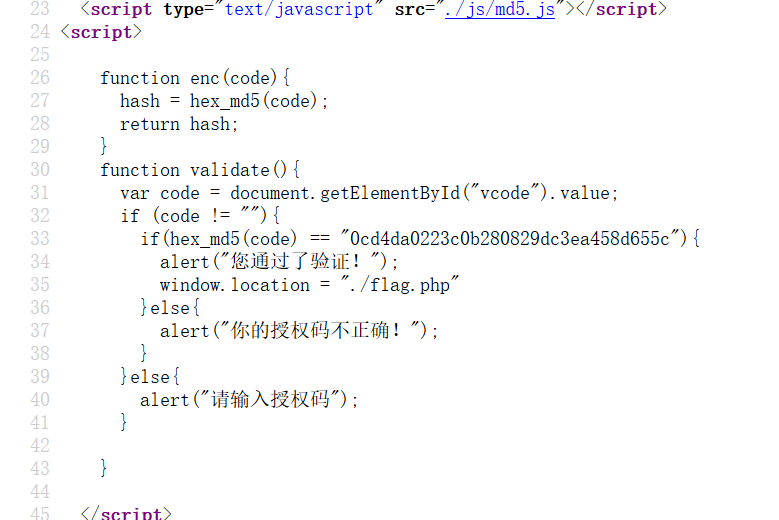 23 <script type="text/javascript" src="./js/md5.js"></script>
24 <script>
25
26 function enc(code){
27 hash = hex_md5(code);
28 return hash;
29 }
30 function validate(){
31 var code = document.getElementById("vcode").value;
32 if (code != ""){
33 if(hex_md5(code) == "0cd4da0223c0b280829dc3ea458d655c"){
34 alert("您通过了验证！");
35 window.location = "./flag.php"
36 }else{
37 alert("你的授权码不正确！");
38 }
39 }else{
40 alert("请输入授权码");
41 }
42
43 }
44
45 </script>